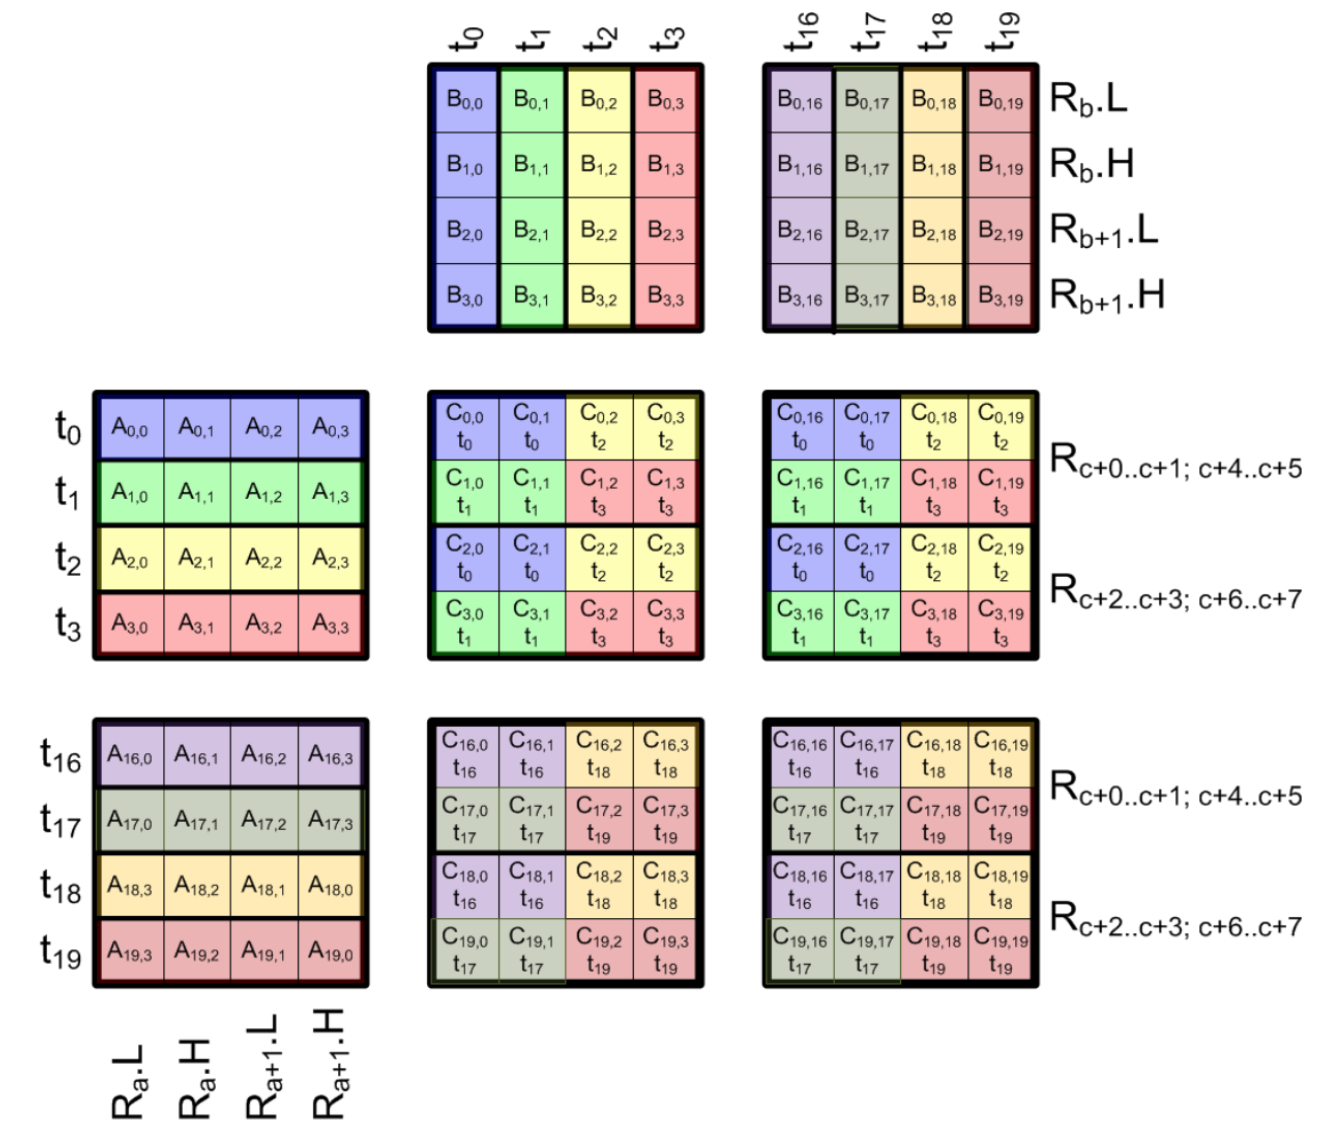 t0 t1 t2 t3 t16 t17 t18 t19
B0,0 B0,1 B0,2 B0,3 B0,16 B0,17 B0,18 B0,19 Rb.L
B1,0 B1,1 B1,2 B1,3 B1,16 B1,17 B1,18 B1,19 Rb.H
B2,0 B2,1 B2,2 B2,3 B2,16 B2,17 B2,18 B2,19 Rb+1.L
B3,0 B3,1 B3,2 B3,3 B3,16 B3,17 B3,18 B3,19 Rb+1.H
t0 A0,0 A0,1 A0,2 A0,3 C0,0 C0,1 C0,2 C0,3 C0,16 C0,17 C0,18 C0,19
t0 t0 t2 t2 t0 t0 t2 t2
Rc+0..c+1; c+4..c+5
t1 A1,0 A1,1 A1,2 A1,3 C1,0 C1,1 C1,2 C1,3 C1,16 C1,17 C1,18 C1,19
t1 t1 t3 t3 t1 t1 t3 t3
t2 A2,0 A2,1 A2,2 A2,3 C2,0 C2,1 C2,2 C2,3 C2,16 C2,17 C2,18 C2,19
t0 t0 t2 t2 t0 t0 t2 t2
Rc+2..c+3; c+6..c+7
t3 A3,0 A3,1 A3,2 A3,3 C3,0 C3,1 C3,2 C3,3 C3,16 C3,17 C3,18 C3,19
t1 t1 t3 t3 t1 t1 t3 t3
t16 A16,0 A16,1 A16,2 A16,3 C16,0 C16,1 C16,2 C16,3 C16,16 C16,17 C16,18 C16,19
t16 t16 t18 t18 t16 t16 t18 t18
Rc+0..c+1; c+4..c+5
t17 A17,0 A17,1 A17,2 A17,3 C17,0 C17,1 C17,2 C17,3 C17,16 C17,17 C17,18 C17,19
t17 t17 t19 t19 t17 t17 t19 t19
t18 A18,3 A18,2 A18,1 A18,0 C18,0 C18,1 C18,2 C18,3 C18,16 C18,17 C18,18 C18,19
t16 t16 t18 t18 t16 t16 t18 t18
Rc+2..c+3; c+6..c+7
t19 A19,3 A19,2 A19,1 A19,0 C19,0 C19,1 C19,2 C19,3 C19,16 C19,17 C19,18 C19,19
t17 t17 t19 t19 t17 t17 t19 t19
Ra.L Ra.H Ra+1.L Ra+1.H